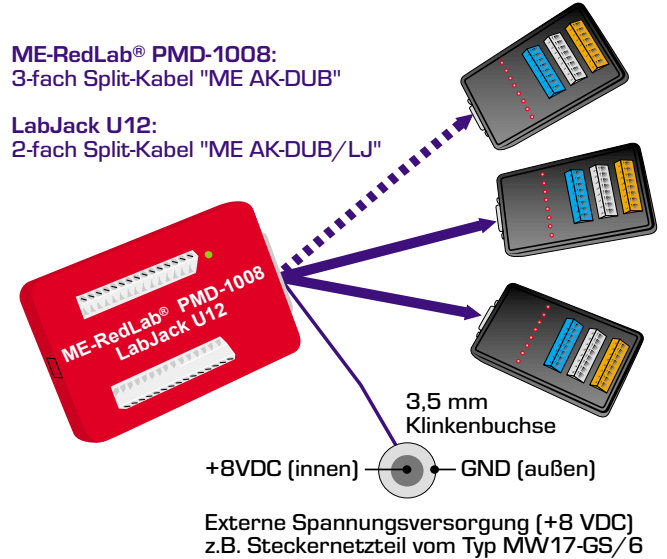 ME-RedLab® PMD-1008:
3-fach Split-Kabel "ME AK-DUB"
LabJack U12:
2-fach Split-Kabel "ME AK-DUB/LJ"
ME-RedLab® PMD-1008
LabJack U12
3,5 mm
Klinkenbuchse
+8VDC (innen)
GND (außen)
Externe Spannungsversorgung (+8 VDC)
z.B. Steckernetzteil vom Typ MW17-GS/6